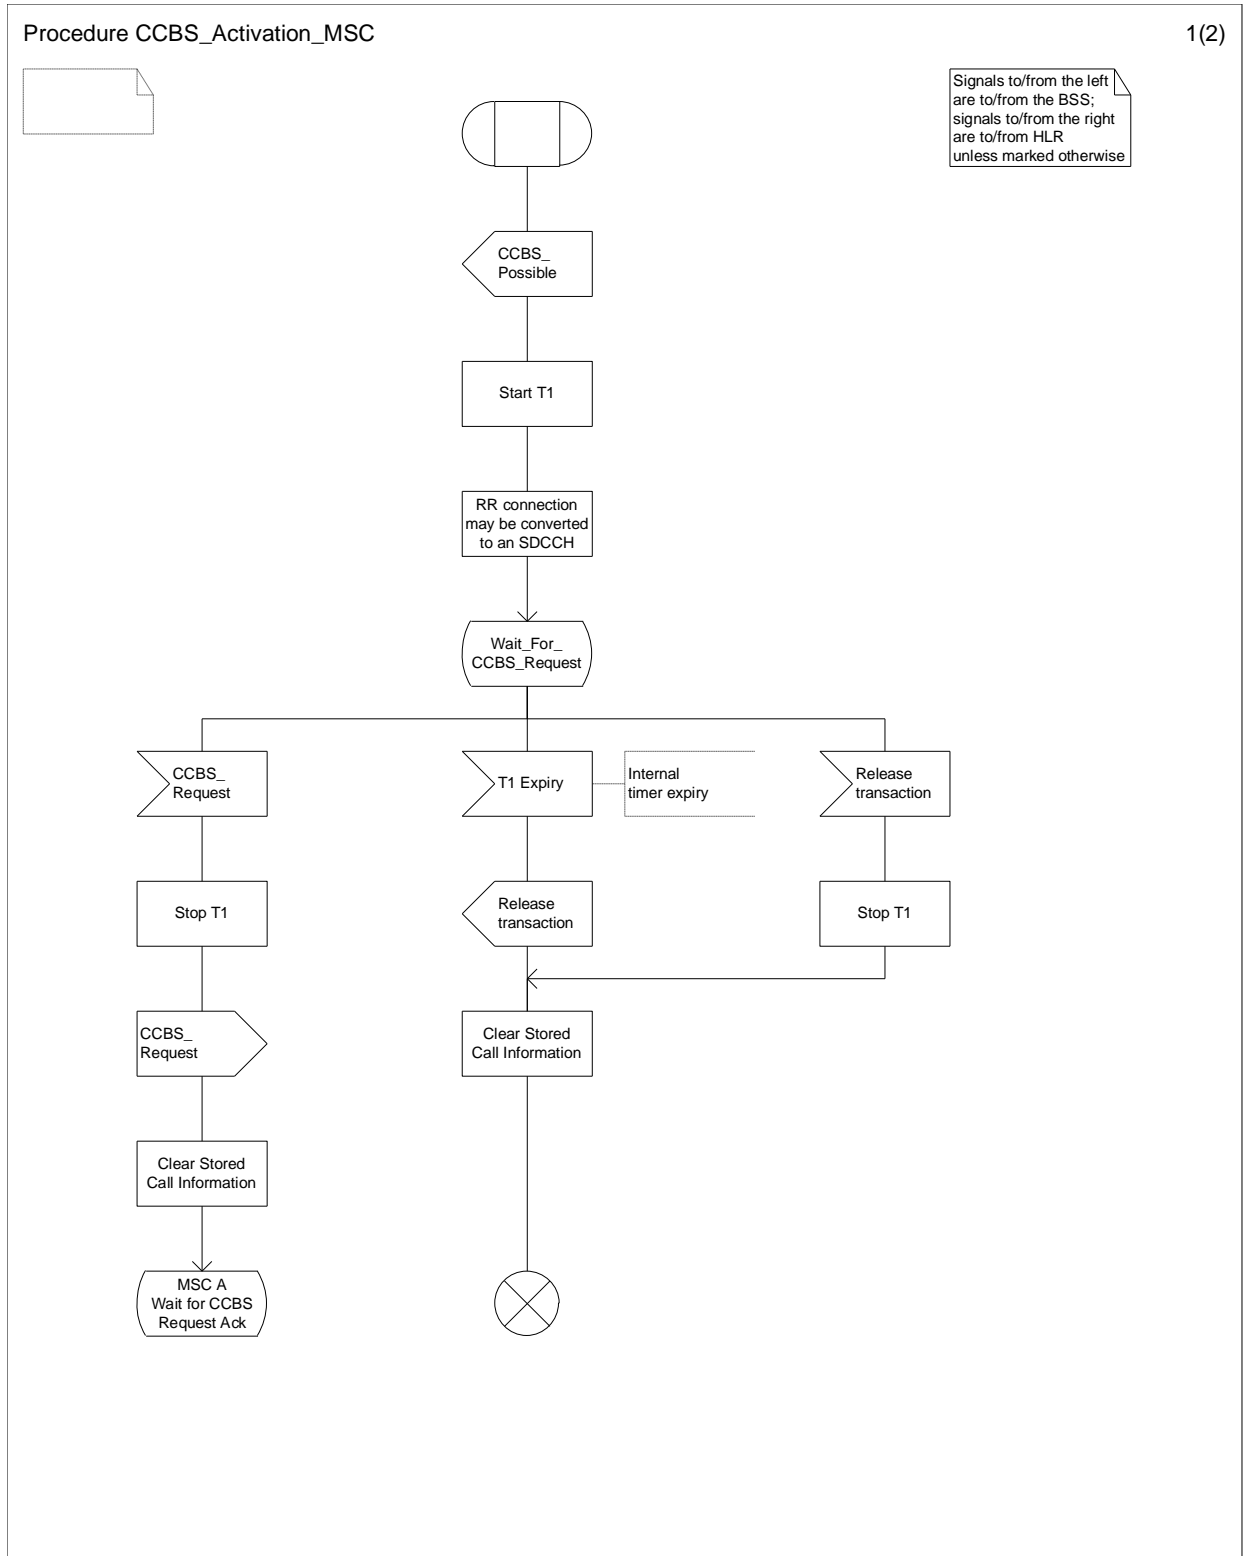 Procedure CCBS_Activation_MSC
1(2)
Signals to/from the left
are to/from the BSS;
signals to/from the right
are to/from HLR
unless marked otherwise
CCBS_
Possible
Start T1
RR connection
may be converted
to an SDCCH
Wait_For_
CCBS_Request
CCBS_
Request
T1 Expiry
Internal
timer expiry
Release
transaction
Stop T1
Release
transaction
Stop T1
CCBS_
Request
Clear Stored
Call Information
Clear Stored
Call Information
MSC A
Wait for CCBS
Request Ack